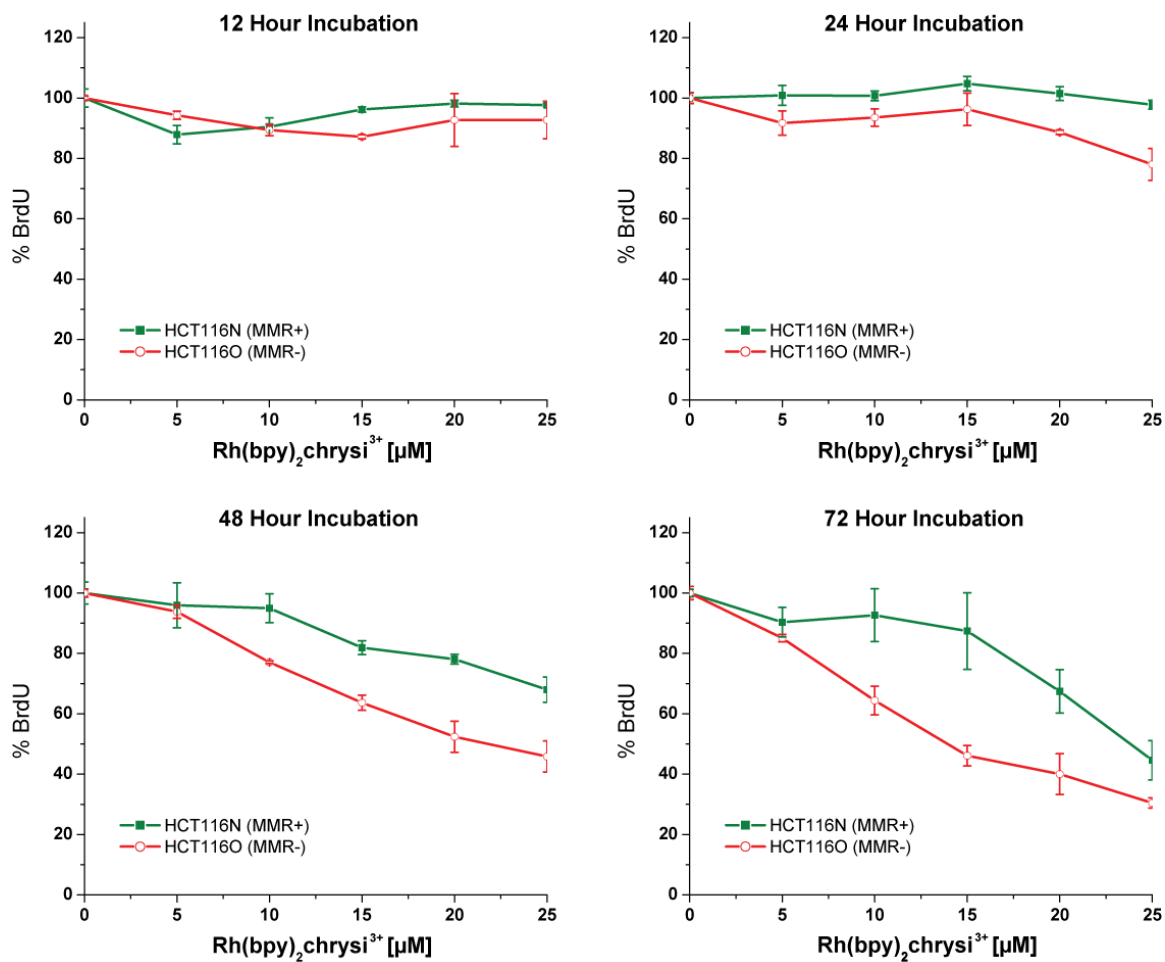 12 Hour Incubation
120
100
80
60
40
20
0
% BrdU
HCT116N (MMR+)
HCT116O (MMR-)
0 5 10 15 20 25
Rh(bpy)₂chrysi³⁺ [µM]
24 Hour Incubation
120
100
80
60
40
20
0
% BrdU
HCT116N (MMR+)
HCT116O (MMR-)
0 5 10 15 20 25
Rh(bpy)₂chrysi³⁺ [µM]
48 Hour Incubation
120
100
80
60
40
20
0
% BrdU
HCT116N (MMR+)
HCT116O (MMR-)
0 5 10 15 20 25
Rh(bpy)₂chrysi³⁺ [µM]
72 Hour Incubation
120
100
80
60
40
20
0
% BrdU
HCT116N (MMR+)
HCT116O (MMR-)
0 5 10 15 20 25
Rh(bpy)₂chrysi³⁺ [µM]